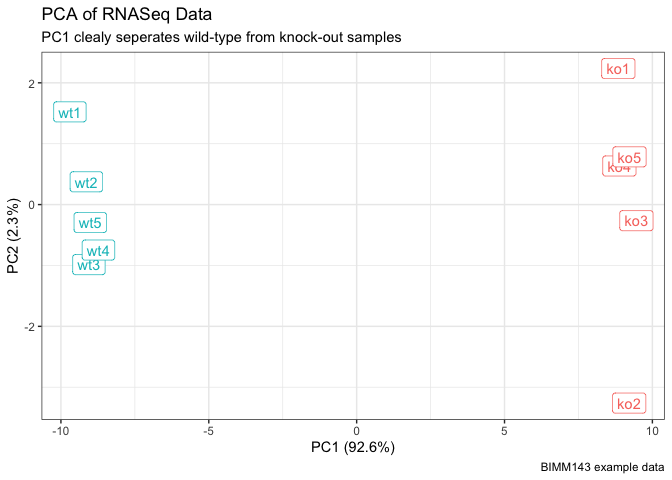 PCA of RNASeq Data
PC1 clealy seperates wild-type from knock-out samples
ko1
2
wt1
ko5
ko4
wt2
0
wt5
ko3
wt4
wt3
-2
ko2
PC2 (2.3%)
-10
-5
0
5
10
PC1 (92.6%)
BIMM143 example data